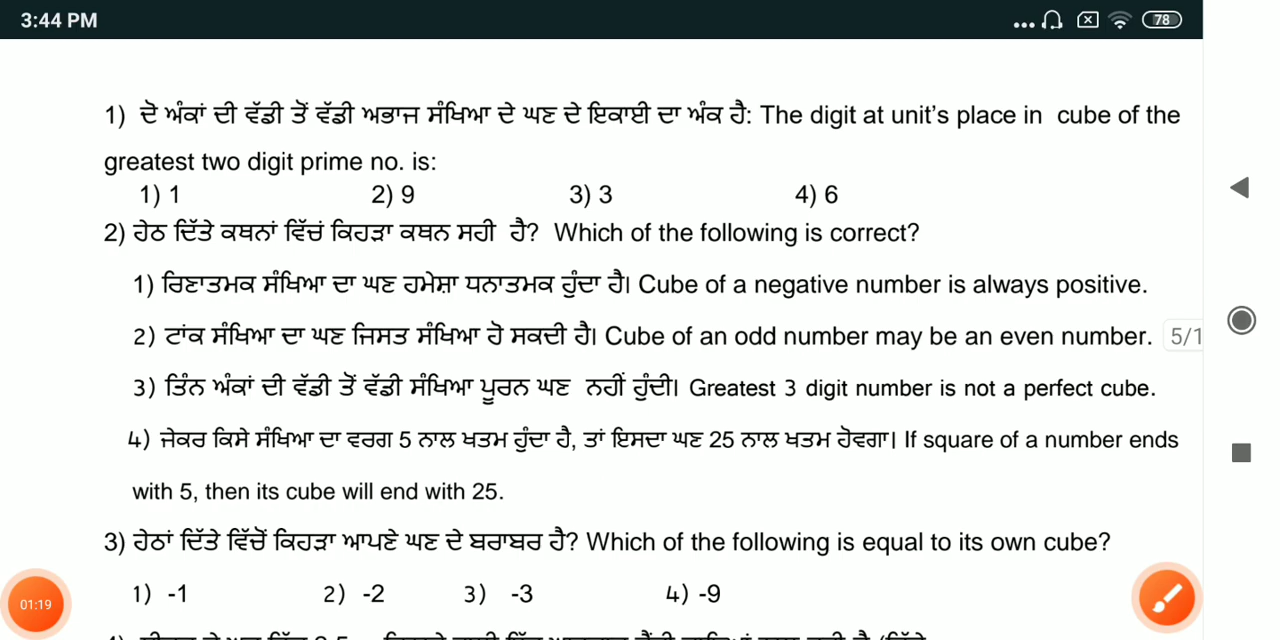 3:44 PM
78
1) ਦੋ ਅੰਕਾਂ ਦੀ ਵੱਡੀ ਤੋਂ ਵੱਡੀ ਅਭਾਜ ਸੰਖਿਆ ਦੇ ਘਣ ਦੇ ਇਕਾਈ ਦਾ ਅੰਕ ਹੈ: The digit at unit’s place in cube of the
greatest two digit prime no. is:
1) 1 2) 9 3) 3 4) 6
2) ਹੇਠ ਦਿੱਤੇ ਕਥਨਾਂ ਵਿੱਚਂ ਕਿਹੜਾ ਕਥਨ ਸਹੀ ਹੈ? Which of the following is correct?
1) ਰਿਣਾਤਮਕ ਸੰਖਿਆ ਦਾ ਘਣ ਹਮੇਸ਼ਾ ਧਨਾਤਮਕ ਹੁੰਦਾ ਹੈ। Cube of a negative number is always positive.
2) ਟਾਂਕ ਸੰਖਿਆ ਦਾ ਘਣ ਜਿਸਤ ਸੰਖਿਆ ਹੋ ਸਕਦੀ ਹੈ। Cube of an odd number may be an even number.
5/1
3) ਤਿੰਨ ਅੰਕਾਂ ਦੀ ਵੱਡੀ ਤੋਂ ਵੱਡੀ ਸੰਖਿਆ ਪੂਰਨ ਘਣ ਨਹੀਂ ਹੁੰਦੀ। Greatest 3 digit number is not a perfect cube.
4) ਜੇਕਰ ਕਿਸੇ ਸੰਖਿਆ ਦਾ ਵਰਗ 5 ਨਾਲ ਖਤਮ ਹੁੰਦਾ ਹੈ, ਤਾਂ ਇਸਦਾ ਘਣ 25 ਨਾਲ ਖਤਮ ਹੋਵਗਾ। If square of a number ends
with 5, then its cube will end with 25.
3) ਹੇਠਾਂ ਦਿੱਤੇ ਵਿੱਚੋਂ ਕਿਹੜਾ ਆਪਣੇ ਘਣ ਦੇ ਬਰਾਬਰ ਹੈ? Which of the following is equal to its own cube?
1) -1 2) -2 3) -3 4) -9
01:19